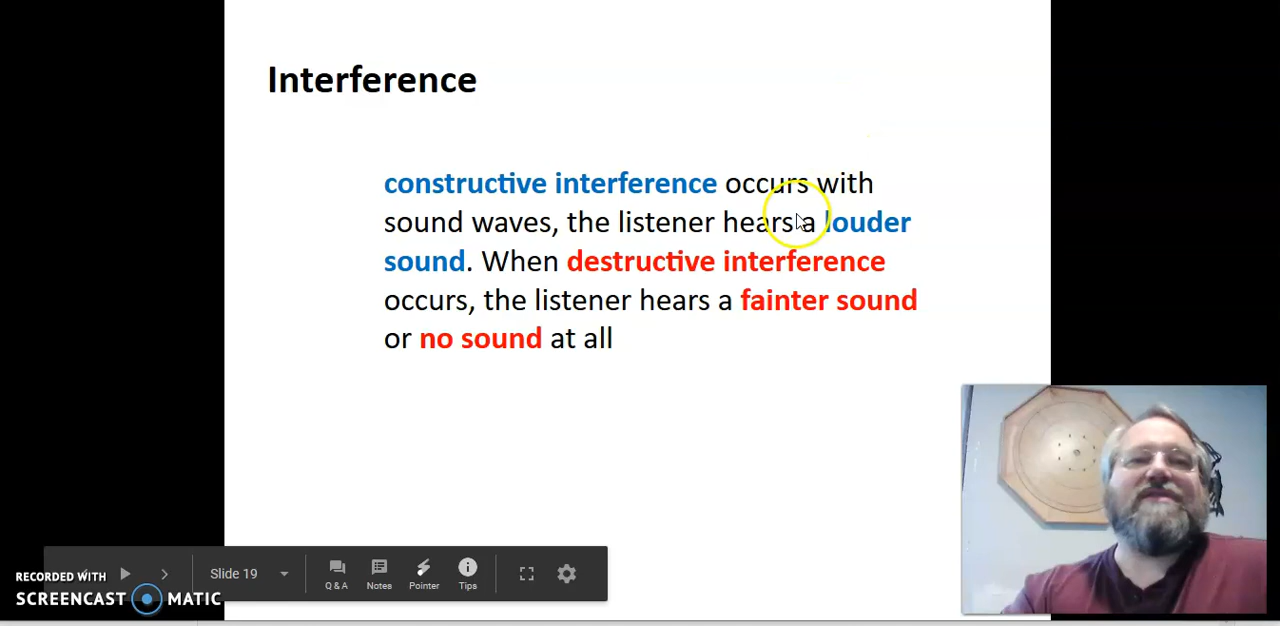 Interference
constructive interference occurs with
sound waves, the listener hears a louder
sound. When destructive interference
occurs, the listener hears a fainter sound
or no sound at all
Slide 19
Q & A
Notes
Pointer
Tips
RECORDED WITH
SCREENCAST MATIC